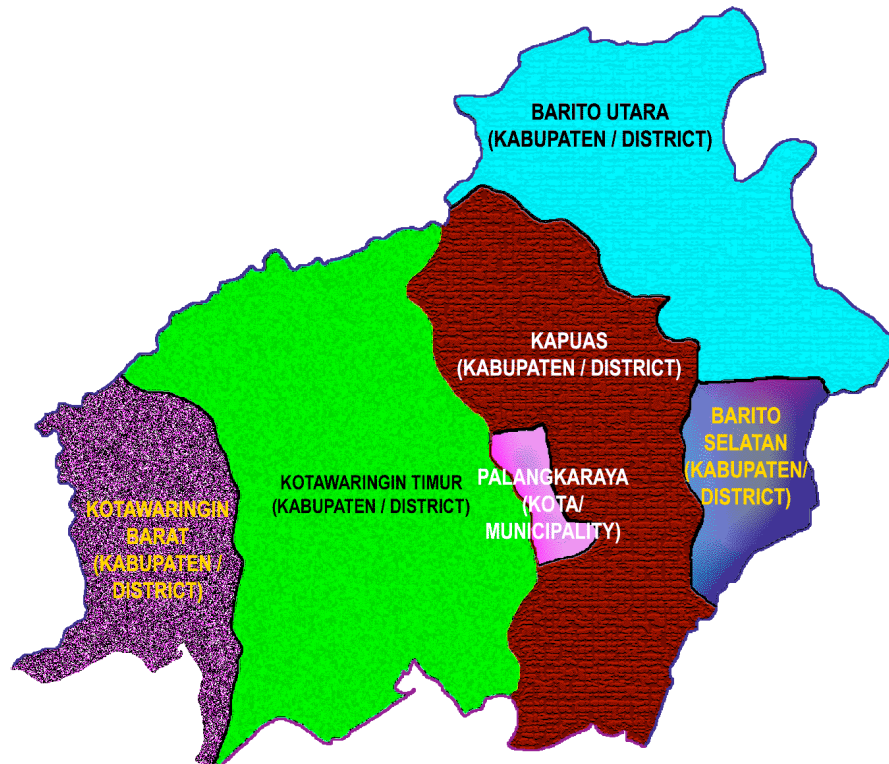 BARITO UTARA
(KABUPATEN / DISTRICT)
KAPUAS
(KABUPATEN / DISTRICT)
BARITO
SELATAN
(KABUPATEN/
DISTRICT)
PALANGKARAYA
(KOTA/
MUNICIPALITY)
KOTAWARINGIN TIMUR
(KABUPATEN / DISTRICT)
KOTAWARINGIN
BARAT
(KABUPATEN /
DISTRICT)